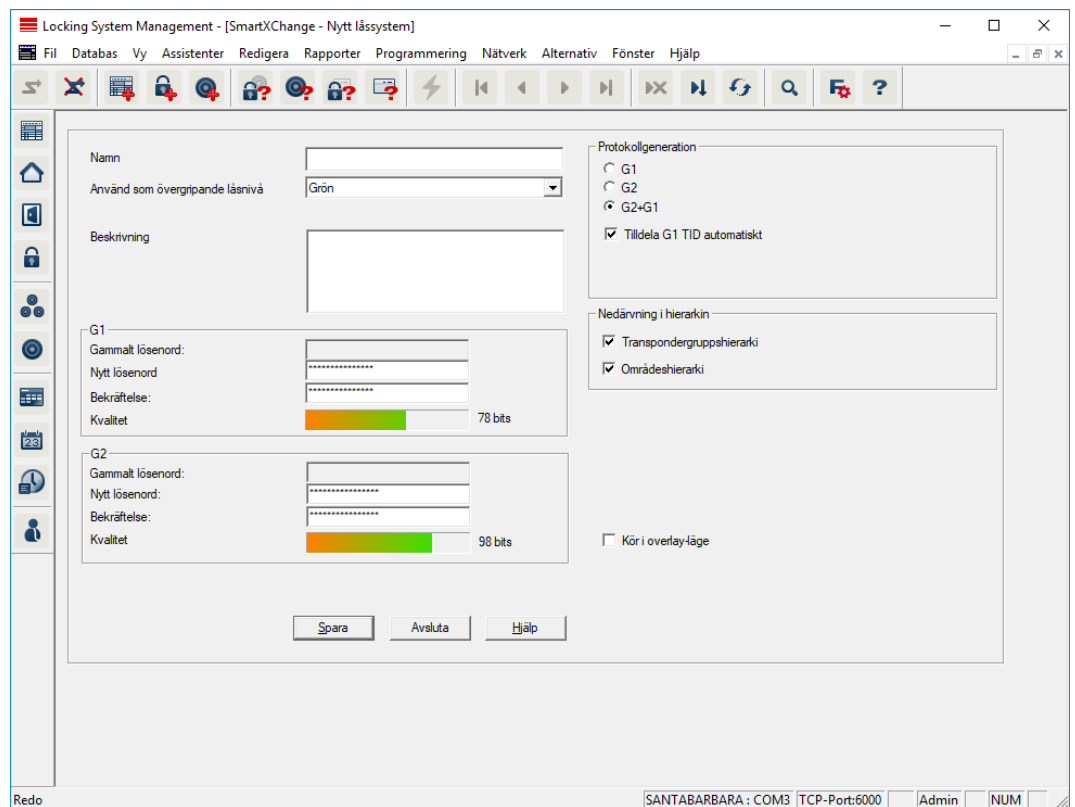 Locking System Management - [SmartXChange - Nytt låssystem]
Fil Databas Vy Assistenter Redigera Rapporter Programmering Nätverk Alternativ Fönster Hjälp
Namn
Använd som övergripande låsnivå
Grön
Beskrivning
G1
Gammalt lösenord:
Nytt lösenord
***************
Bekräftelse:
***************
Kvalitet
78 bits
G2
Gammalt lösenord:
Nytt lösenord:
****************
Bekräftelse:
****************
Kvalitet
98 bits
Spara Avsluta Hjälp
Protokollgeneration
G1
G2
G2+G1
Tilldela G1 TID automatiskt
Nedärvning i hierarkin
Transpondergruppshierarki
Områdeshierarki
Kör i overlay-läge
Redo
SANTABARBARA : COM3 TCP-Port:6000 Admin NUM